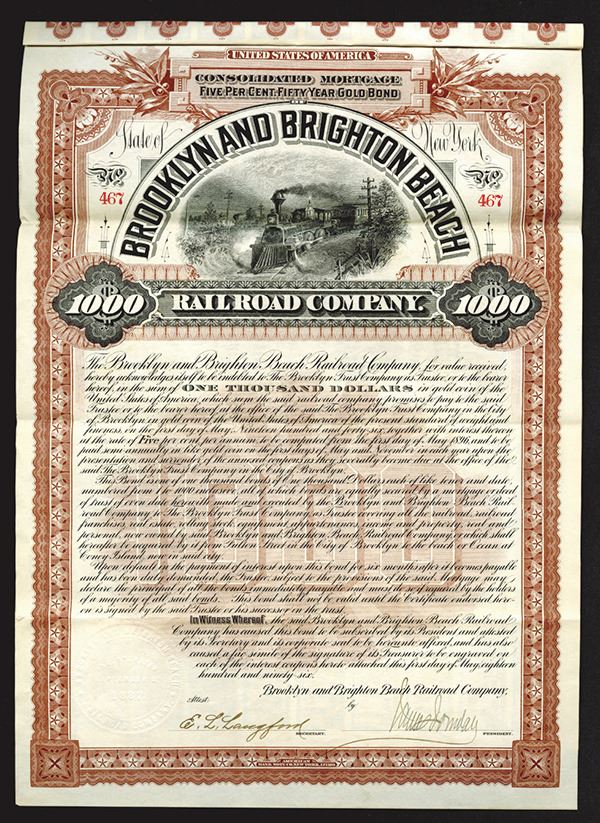 UNITED STATES OF AMERICA
CONSOLIDATED MORTGAGE
FIVE PER CENT. FIFTY YEAR GOLD BOND
OF
State of New York
No No
467 467
BROOKLYN AND BRIGHTON BEACH
1000 RAILROAD COMPANY. 1000
The Brooklyn and Brighton Beach Railroad Company, for value received,
hereby acknowledges itself to be indebted to The Brooklyn Trust Company as Trustee, or to the bearer
hereof, in the sum of ONE THOUSAND DOLLARS in gold coin of the
United States of America, which sum the said railroad company promises to pay to the said
Trustee or to the bearer hereof, at the office of the said The Brooklyn Trust Company in the City
of Brooklyn in gold coin of the United States of America of the present standard of weight and
fineness, on the first day of May, Nineteen hundred and forty-six, together with interest thereon
at the rate of Five per cent. per annum, to be computed from the first day of May 1896, and to be
paid semi-annually in like gold coin on the first days of May and November in each year upon the
presentation and surrender of the annexed coupons as they severally become due at the office of the
said The Brooklyn Trust Company in the City of Brooklyn.
This Bond is one of one thousand bonds of One thousand Dollars each of like tenor and date,
numbered from 1 to 1000 inclusive, all of which bonds are equally secured by a mortgage or deed
of trust of even date herewith made and executed by the Brooklyn and Brighton Beach Rail-
road Company to The Brooklyn Trust Company, as Trustee covering all the railroad, railroad
franchises, real estate, rolling stock, equipment, appurtenances, income and property, real and
personal, now owned by said Brooklyn and Brighton Beach Railroad Company, or which shall
hereafter be acquired by it from Fulton Street in the City of Brooklyn to the beach by Ocean at
Coney Island, now in said city.
Upon default in the payment of interest upon this bond for six months after it become payable
and has been duly demanded, the Trustee, subject to the provisions of the said Mortgage may
declare the principal of all the bonds immediately payable and must do so if required by the holders
of a majority of all said bonds. This bond shall not be valid until the Certificate endorsed here-
on is signed by the said Trustee or his successor in the trust.
In Witness Whereof, the said Brooklyn and Brighton Beach Railroad
Company has caused this bond to be subscribed by its President and attested
by its Secretary and its corporate seal to be hereunto affixed, and has also
caused a fac simile of the signature of its Treasurer to be engraved on
each of the interest coupons hereto attached this first day of May, eighteen
hundred and ninety-six.
Brooklyn and Brighton Beach Railroad Company,
Attest: by
E. L. Langford SECRETARY. PRESIDENT.
AMERICAN
BANK NOTE CO. NEW YORK.